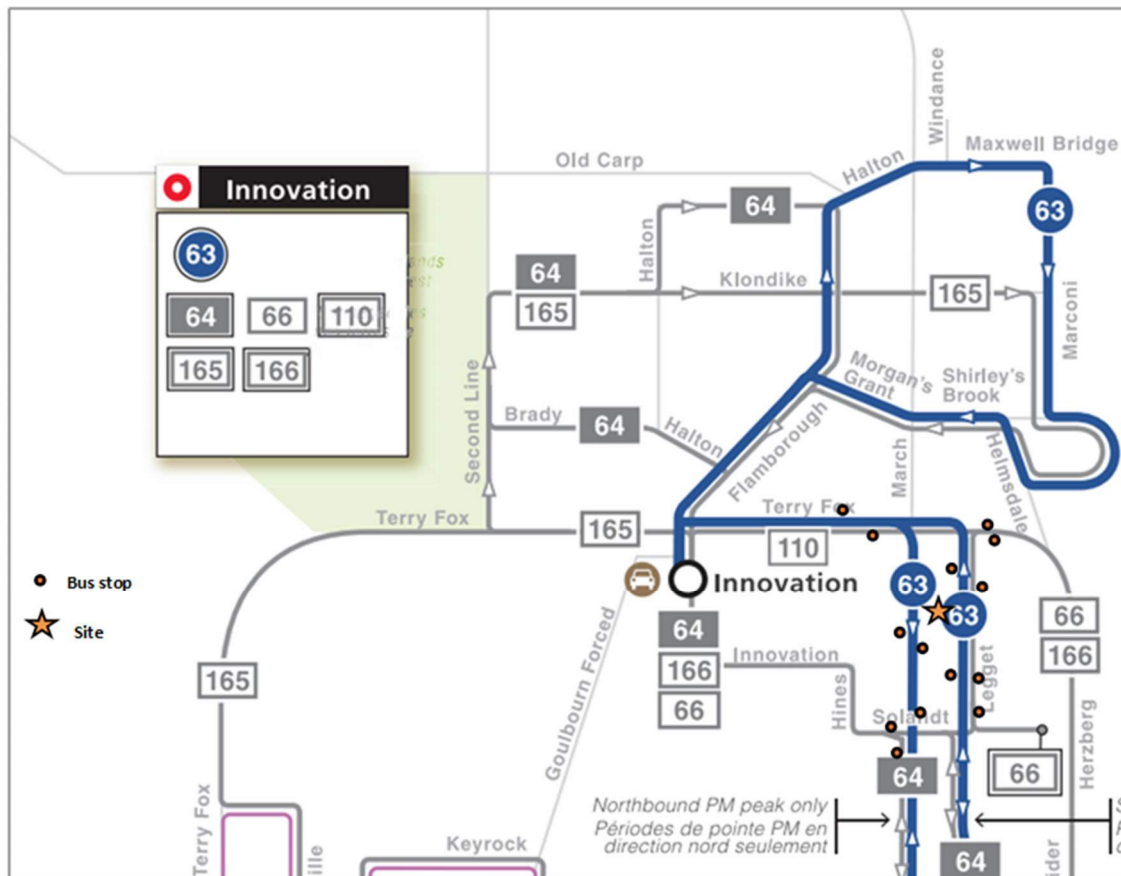 Windance
Maxwell Bridge
Old Carp
Halton
Innovation
63
64
66
110
165
166
64
Halton
63
64
165
Klondike
165
Marconi
Second Line
Brady
64
Halton
Morgan's
Grant
Shirley's
Brook
Flamborough
March
Helmsdale
Terry Fox
165
Terry Fox
110
Bus stop
Site
Innovation
63
63
64
166
66
66
166
165
Goulbourn Forced
Innovation
Hines
Solandt
Legget
Herzberg
64
66
Northbound PM peak only
Périodes de pointe PM en
direction nord seulement
Terry Fox
ille
Keyrock
64
ider